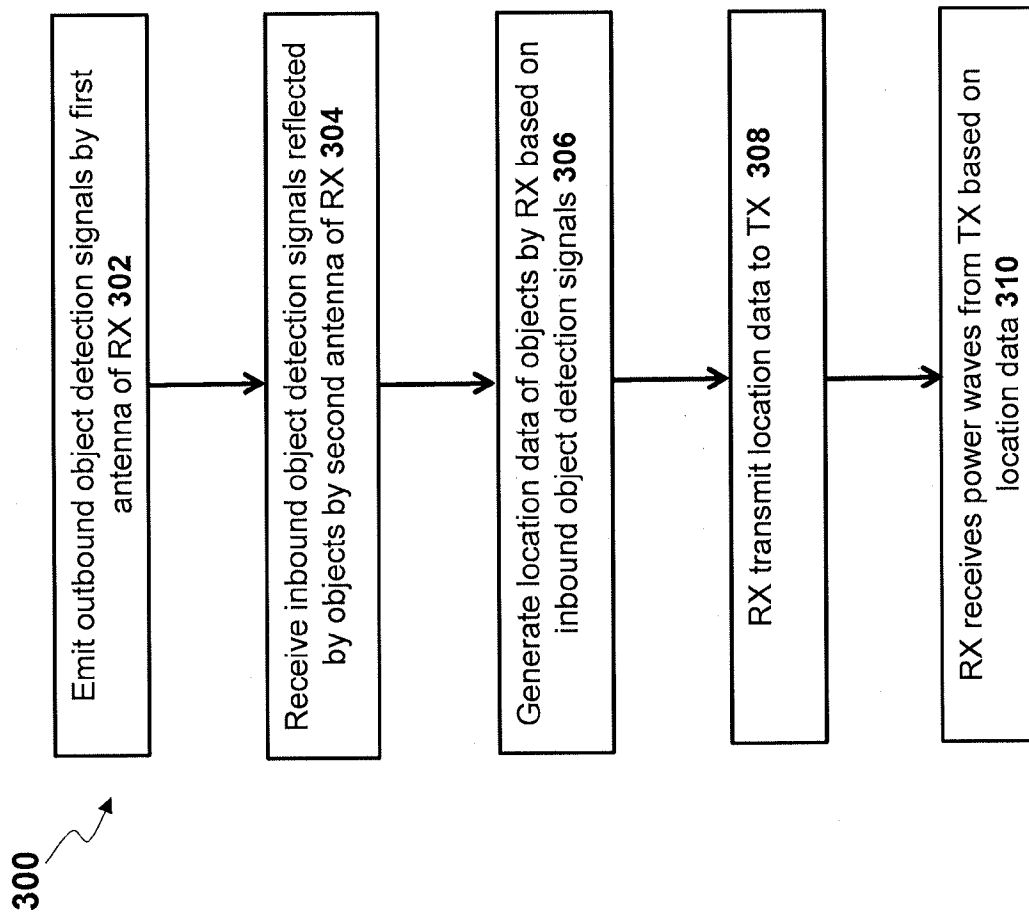 300
Emit outbound object detection signals by first
antenna of RX 302
Receive inbound object detection signals reflected
by objects by second antenna of RX 304
Generate location data of objects by RX based on
inbound object detection signals 306
RX transmit location data to TX 308
RX receives power waves from TX based on
location data 310